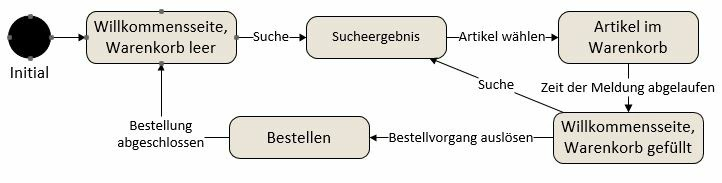 Initial
Willkommensseite,
Warenkorb leer
Suche
Sucheergebnis
Artikel wählen
Artikel im
Warenkorb
Zeit der Meldung abgelaufen
Suche
Willkommensseite,
Warenkorb gefüllt
Bestellvorgang auslösen
Bestellen
Bestellung
abgeschlossen